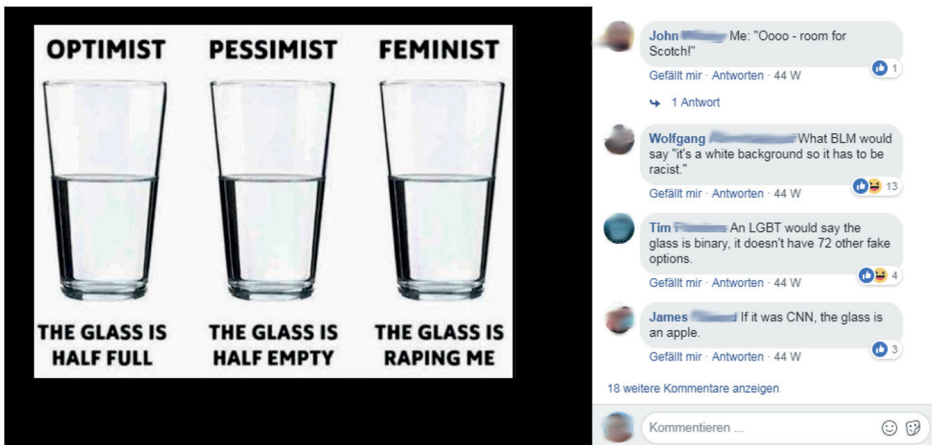 OPTIMIST PESSIMIST FEMINIST
THE GLASS IS HALF FULL
THE GLASS IS HALF EMPTY
THE GLASS IS RAPING ME
John Me: "Oooo - room for
Scotch!"
Gefällt mir · Antworten · 44 W
1
1 Antwort
Wolfgang What BLM would
say "it's a white background so it has to be
racist."
Gefällt mir · Antworten · 44 W
13
Tim An LGBT would say the
glass is binary, it doesn't have 72 other fake
options.
Gefällt mir · Antworten · 44 W
4
James If it was CNN, the glass is
an apple.
Gefällt mir · Antworten · 44 W
3
18 weitere Kommentare anzeigen
Kommentieren ...